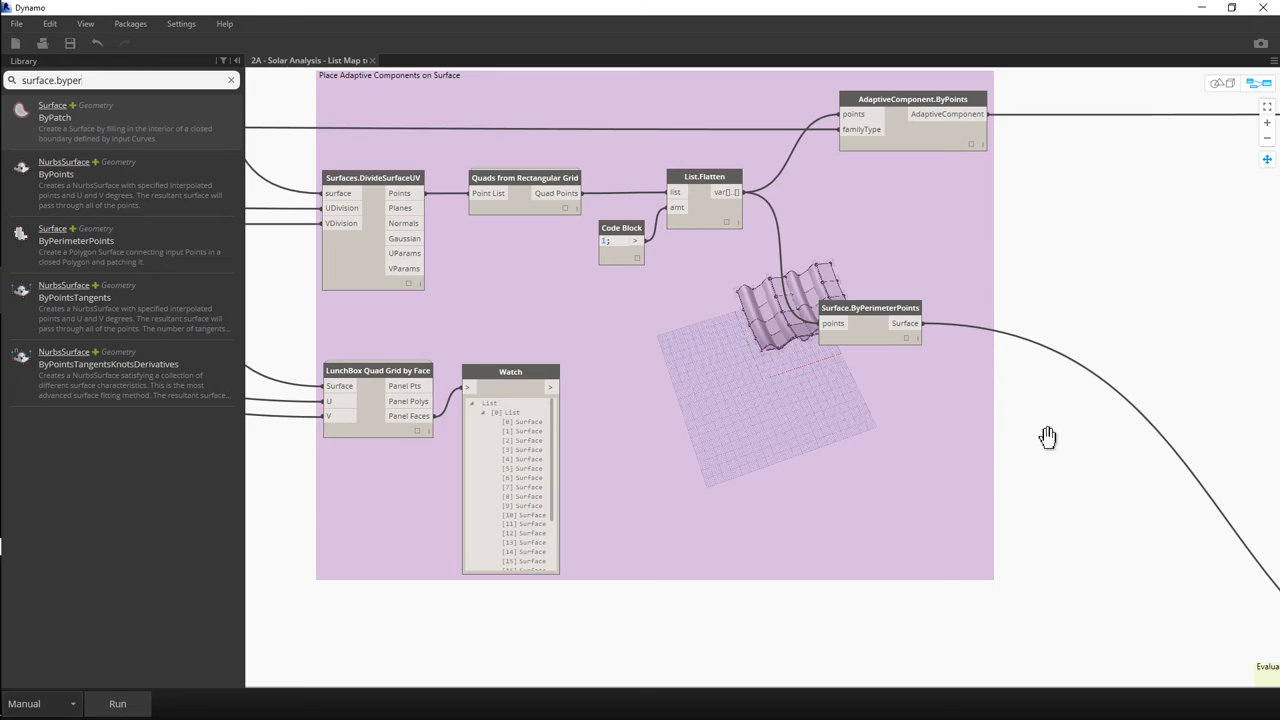 Dynamo
File Edit View Packages Settings Help
Library
2A - Solar Analysis - List Map to
surface.byper
Surface Geometry
ByPatch
Create a Surface by filling in the interior of a closed
boundary defined by input Curves.
NurbsSurface Geometry
ByPoints
Creates a NurbsSurface with specified interpolated
points and U and V degrees. The resultant surface will
pass through all of the points.
Surface Geometry
ByPerimeterPoints
Create a Polygon Surface connecting input Points in a
closed Polygon and patching it.
NurbsSurface Geometry
ByPointsTangents
Creates a NurbsSurface with specified interpolated
points and U and V degrees. The resultant surface will
pass through all of the points. The number of tangents...
NurbsSurface Geometry
ByPointsTangentsKnotsDerivatives
Creates a NurbsSurface satisfying a collection of
different surface characteristics. This is the most
advanced surface fitting method. The resultant surface...
Place Adaptive Components on Surface
AdaptiveComponent.ByPoints
points AdaptiveComponent
familyType
Surfaces.DivideSurfaceUV
surface Points
UDivision Planes
VDivision Normals
Gaussian
UParams
VParams
Quads from Rectangular Grid
Point List Quad Points
List.Flatten
list var[]..[]
amt
Code Block
1; >
Surface.ByPerimeterPoints
points Surface
LunchBox Quad Grid by Face
Surface Panel Pts
U Panel Polys
V Panel Faces
Watch
> >
List
[0] List
[0] Surface
[1] Surface
[2] Surface
[3] Surface
[4] Surface
[5] Surface
[6] Surface
[7] Surface
[8] Surface
[9] Surface
[10] Surface
[11] Surface
[12] Surface
[13] Surface
[14] Surface
[15] Surface
Evalua
Manual Run